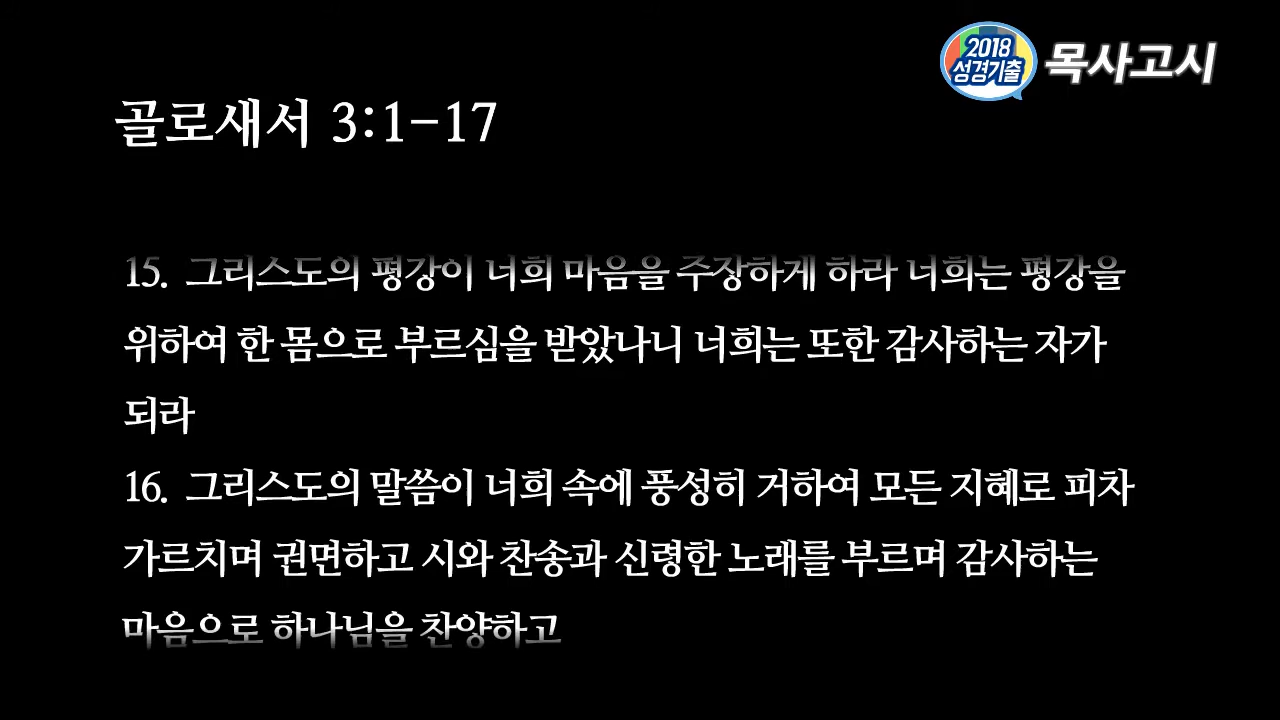 2018
성경기출
목사고시
골로새서 3:1-17
15. 그리스도의 평강이 너희 마음을 주장하게 하라 너희는 평강을
위하여 한 몸으로 부르심을 받았나니 너희는 또한 감사하는 자가
되라
16. 그리스도의 말씀이 너희 속에 풍성히 거하여 모든 지혜로 피차
가르치며 권면하고 시와 찬송과 신령한 노래를 부르며 감사하는
마음으로 하나님을 찬양하고